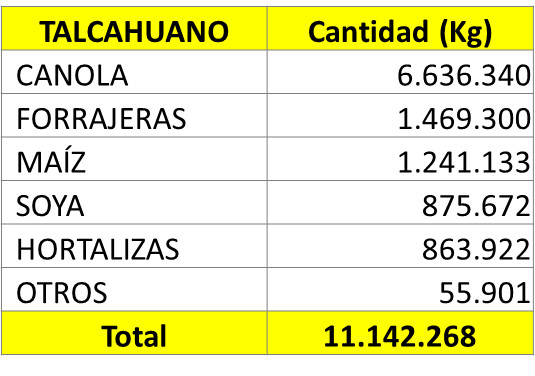 TALCAHUANO Cantidad (Kg)
CANOLA 6.636.340
FORRAJERAS 1.469.300
MAÍZ 1.241.133
SOYA 875.672
HORTALIZAS 863.922
OTROS 55.901
Total 11.142.268